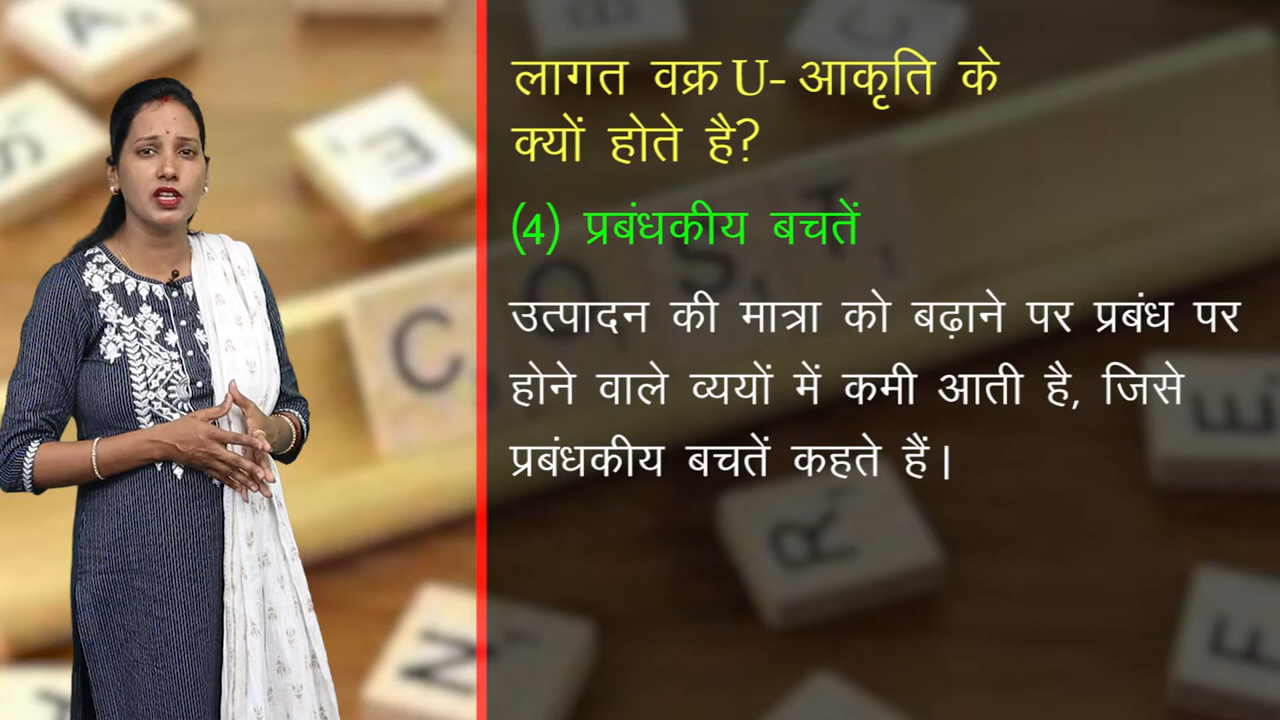 लागत वक्र U- आकृति के
क्यों होते है?
(4) प्रबंधकीय बचतें
उत्पादन की मात्रा को बढ़ाने पर प्रबंध पर
होने वाले व्ययों में कमी आती है, जिसे
प्रबंधकीय बचतें कहते हैं।
C O S T
A
S
E
B
C
R
N
E
F